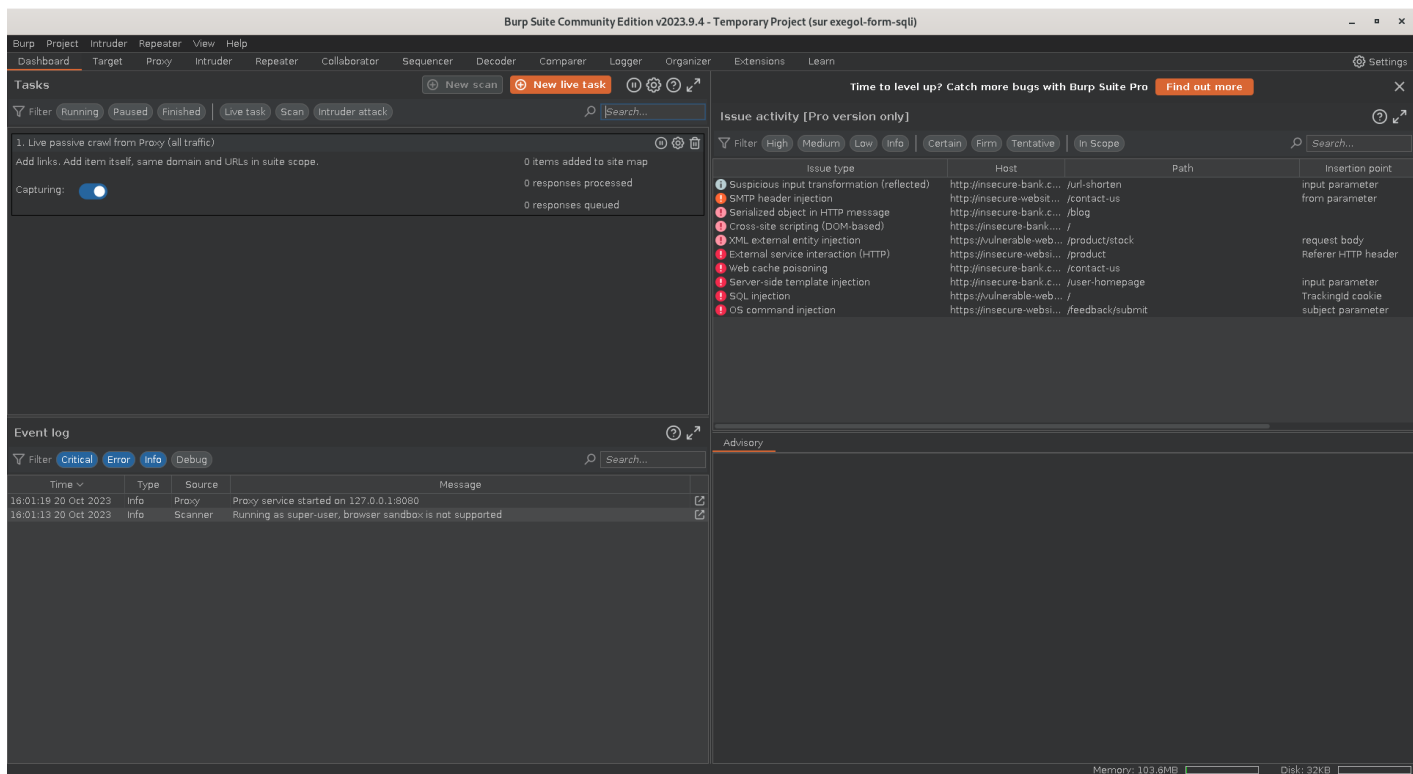 Burp Suite Community Edition v2023.9.4 - Temporary Project (sur exegol-form-sqli)
Burp Project Intruder Repeater View Help
Dashboard Target Proxy Intruder Repeater Collaborator Sequencer Decoder Comparer Logger Organizer Extensions Learn Settings
Tasks New scan New live task
Filter Running Paused Finished Live task Scan Intruder attack Search...
1. Live passive crawl from Proxy (all traffic)
Add links. Add item itself, same domain and URLs in suite scope. 0 items added to site map
Capturing: 0 responses processed
0 responses queued
Event log
Filter Critical Error Info Debug Search...
Time Type Source Message
16:01:19 20 Oct 2023 Info Proxy Proxy service started on 127.0.0.1:8080
16:01:13 20 Oct 2023 Info Scanner Running as super-user, browser sandbox is not supported
Time to level up? Catch more bugs with Burp Suite Pro Find out more
Issue activity [Pro version only]
Filter High Medium Low Info Certain Firm Tentative In Scope Search...
Issue type Host Path Insertion point
Suspicious input transformation (reflected) http://insecure-bank.c... /url-shorten input parameter
SMTP header injection http://insecure-websit... /contact-us from parameter
Serialized object in HTTP message http://insecure-bank.c... /blog
Cross-site scripting (DOM-based) https://insecure-bank.... /
XML external entity injection https://vulnerable-web... /product/stock request body
External service interaction (HTTP) https://insecure-websi... /product Referer HTTP header
Web cache poisoning http://insecure-bank.c... /contact-us
Server-side template injection http://insecure-bank.c... /user-homepage input parameter
SQL injection https://vulnerable-web... / TrackingId cookie
OS command injection https://insecure-websi... /feedback/submit subject parameter
Advisory
Memory: 103.6MB Disk: 32KB